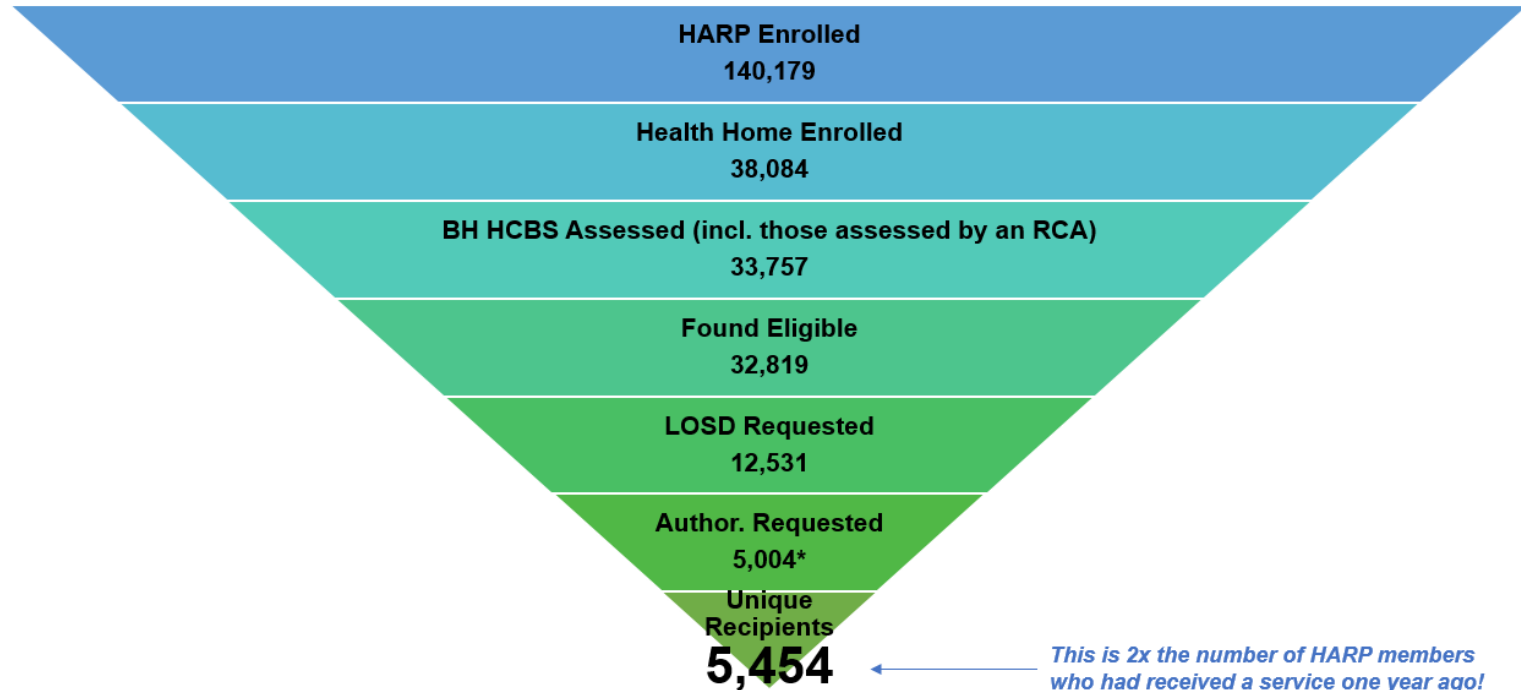 HARP Enrolled
140,179
Health Home Enrolled
38,084
BH HCBS Assessed (incl. those assessed by an RCA)
33,757
Found Eligible
32,819
LOSD Requested
12,531
Author. Requested
5,004*
Unique
Recipients
5,454
This is 2x the number of HARP members
who had received a service one year ago!